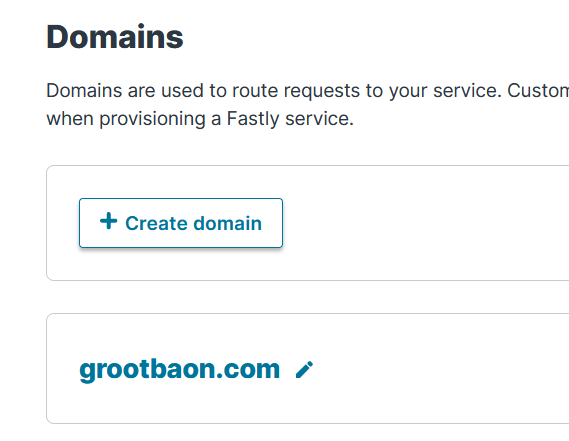 Domains
Domains are used to route requests to your service. Custom
when provisioning a Fastly service.
+ Create domain
grootbaon.com